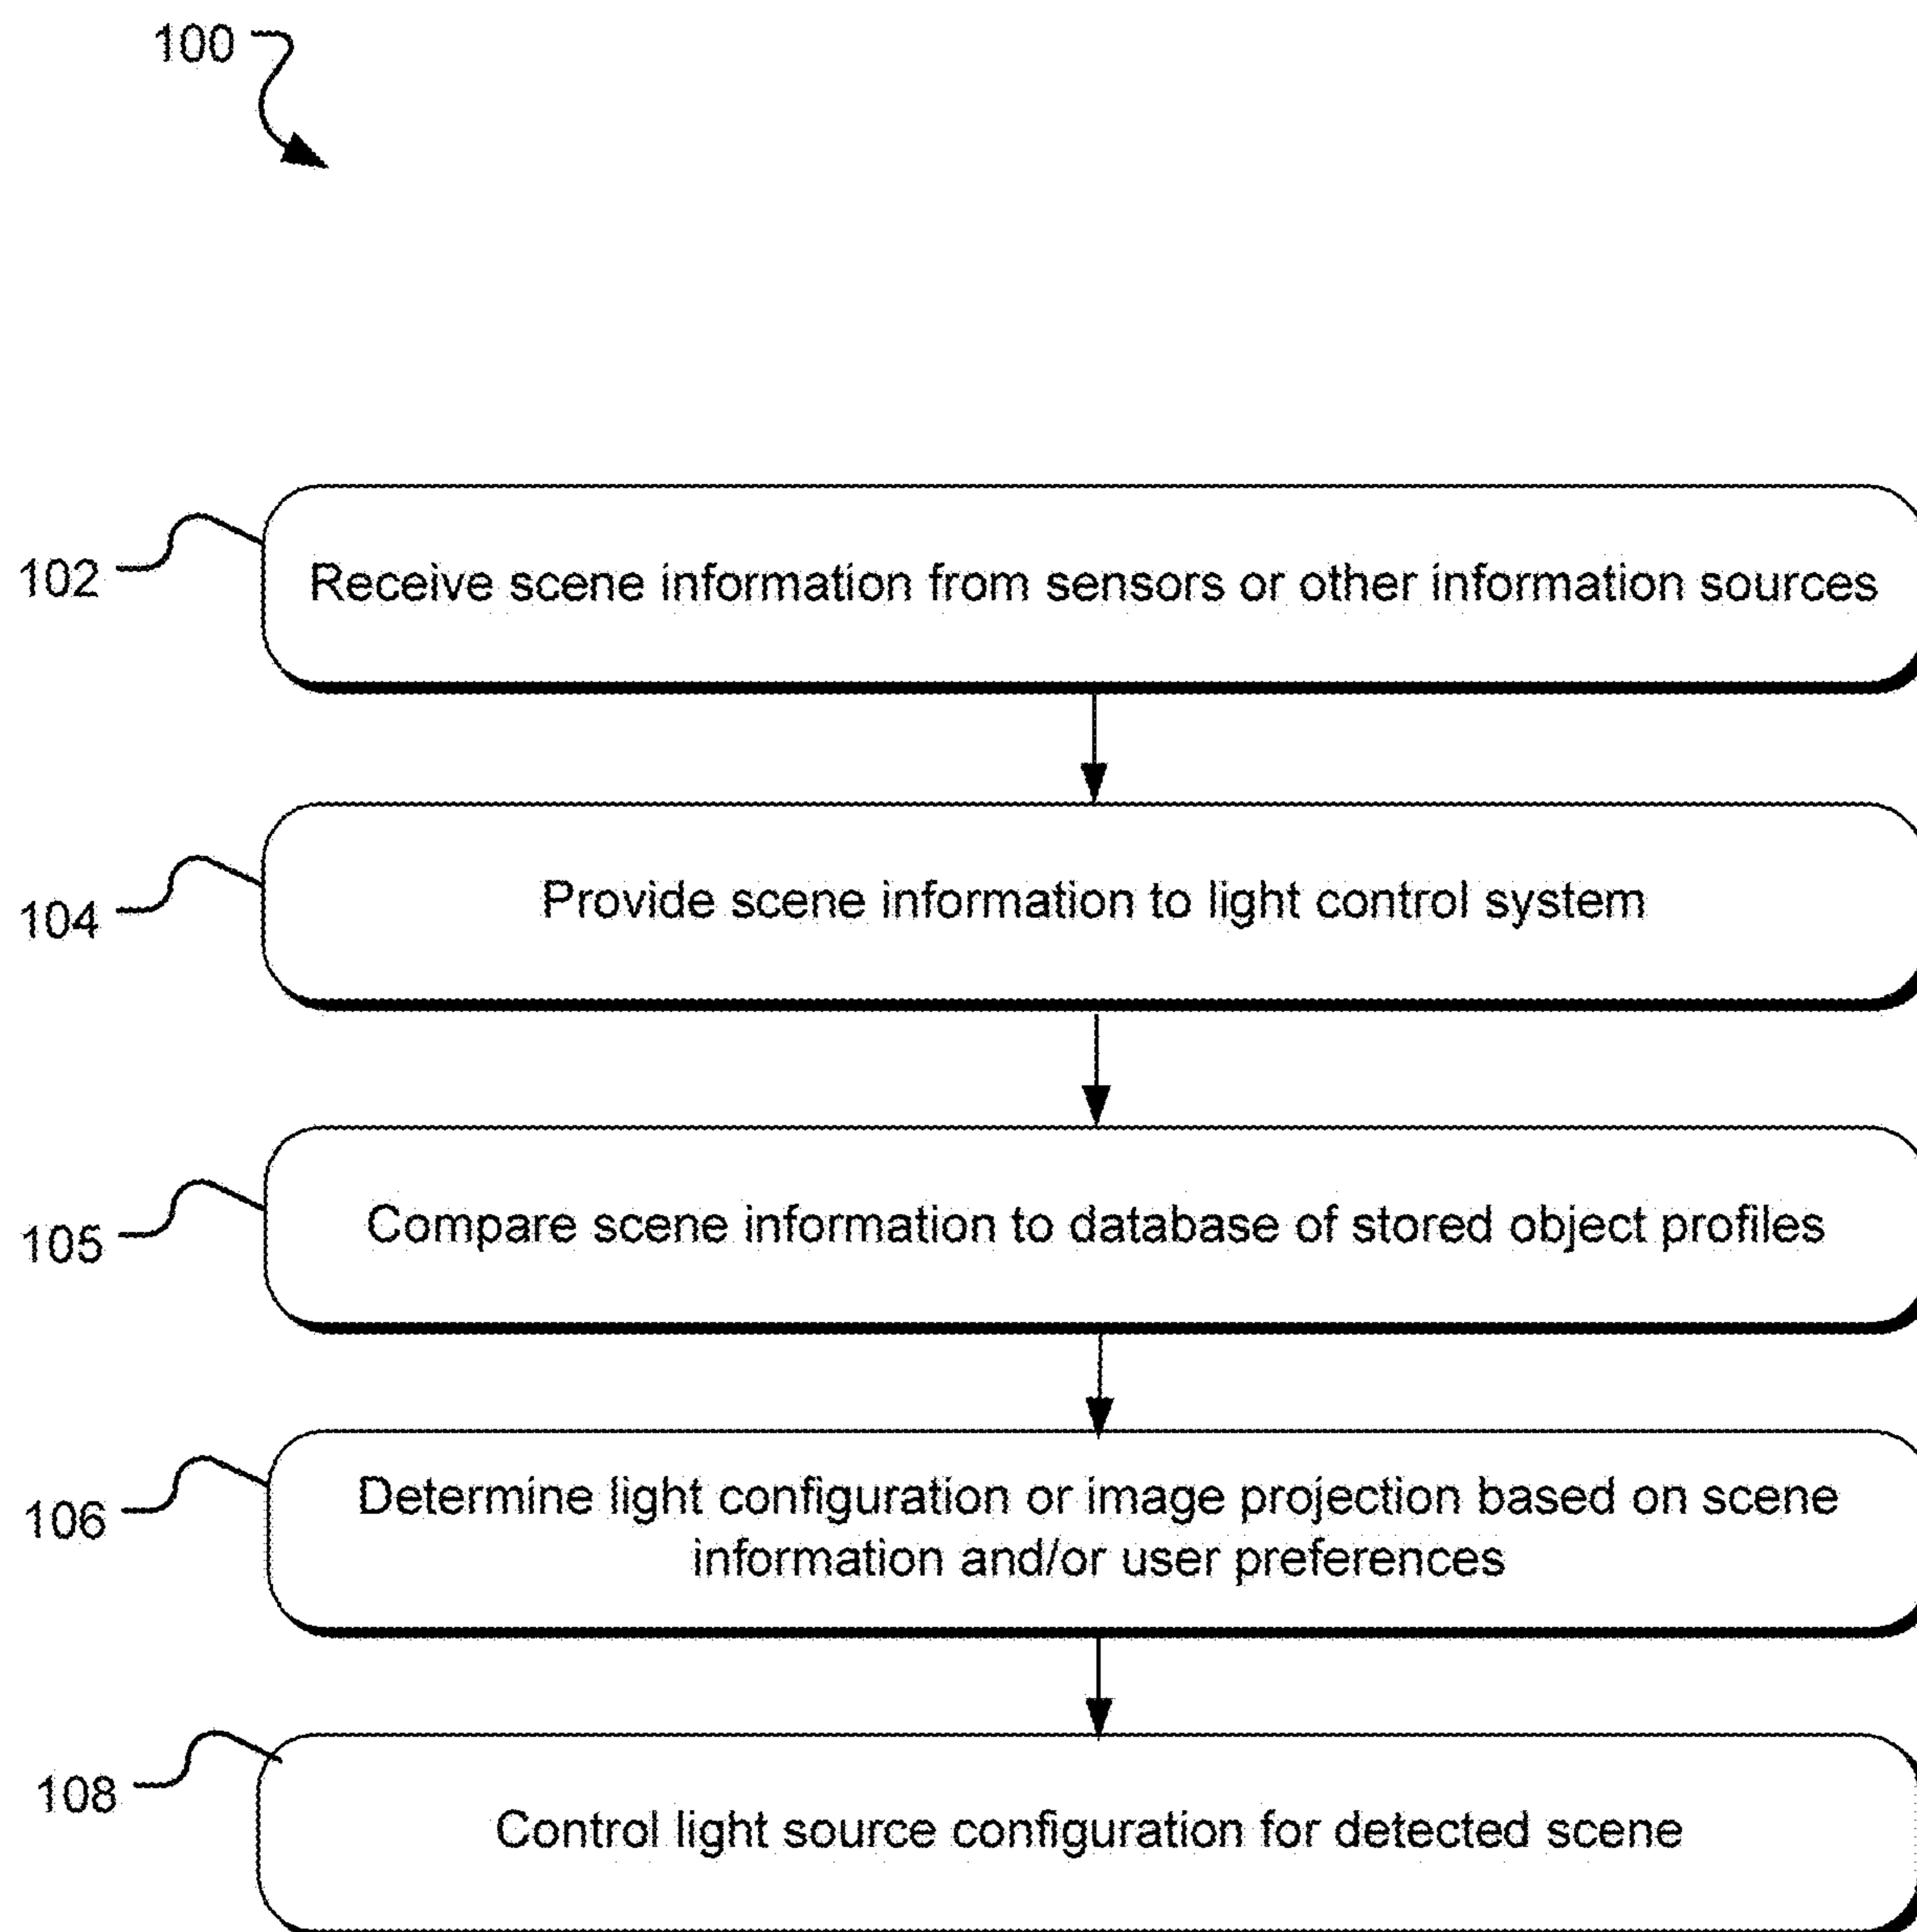 100
102
Receive scene information from sensors or other information sources
104
Provide scene information to light control system
105
Compare scene information to database of stored object profiles
106
Determine light configuration or image projection based on scene
information and/or user preferences
108
Control light source configuration for detected scene